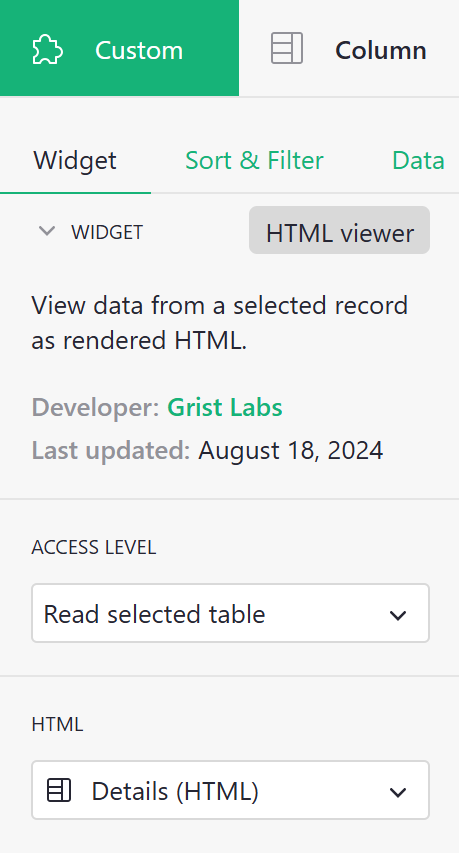 Custom Column
Widget Sort & Filter Data
WIDGET HTML viewer
View data from a selected record
as rendered HTML.
Developer: Grist Labs
Last updated: August 18, 2024
ACCESS LEVEL
Read selected table
HTML
Details (HTML)